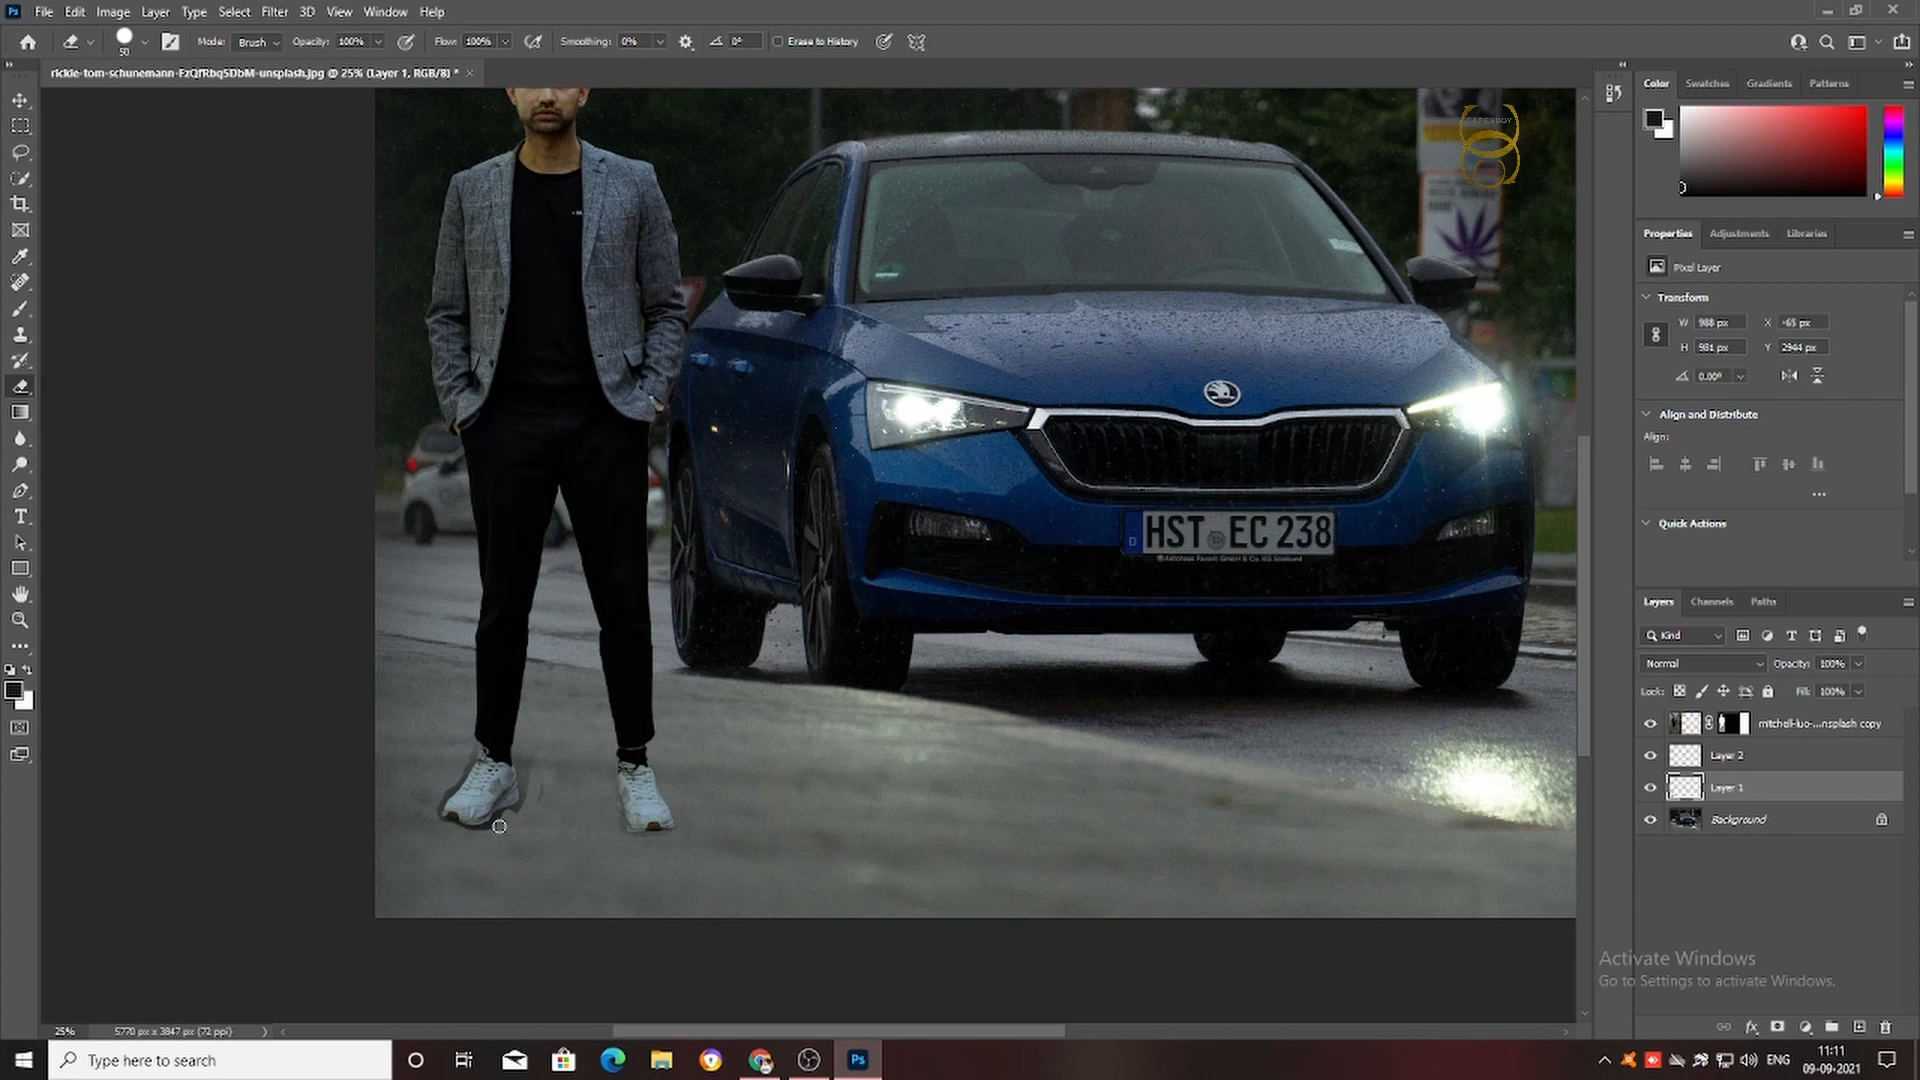 Ps File Edit Image Layer Type Select Filter 3D View Window Help
50 Mode: Brush Opacity: 100% Flow: 100% Smoothing: 0% 0° Erase to History
rickie-tom-schunemann-FzQfRbq5DbM-unsplash.jpg @ 25% (Layer 1, RGB/8) * ×
Color Swatches Gradients Patterns
Properties Adjustments Libraries
Pixel Layer
Transform
W 988 px X -65 px
H 931 px Y 2944 px
0.00°
Align and Distribute
Align:
Quick Actions
HST EC 238
Layers Channels Paths
Kind
Normal Opacity: 100%
Lock: Fill: 100%
mitchell-luo-...nsplash copy
Layer 2
Layer 1
Background
Activate Windows
Go to Settings to activate Windows.
25% 5770 px x 3847 px (72 ppi)
Type here to search
Ps
ENG
11:11
09-09-2021